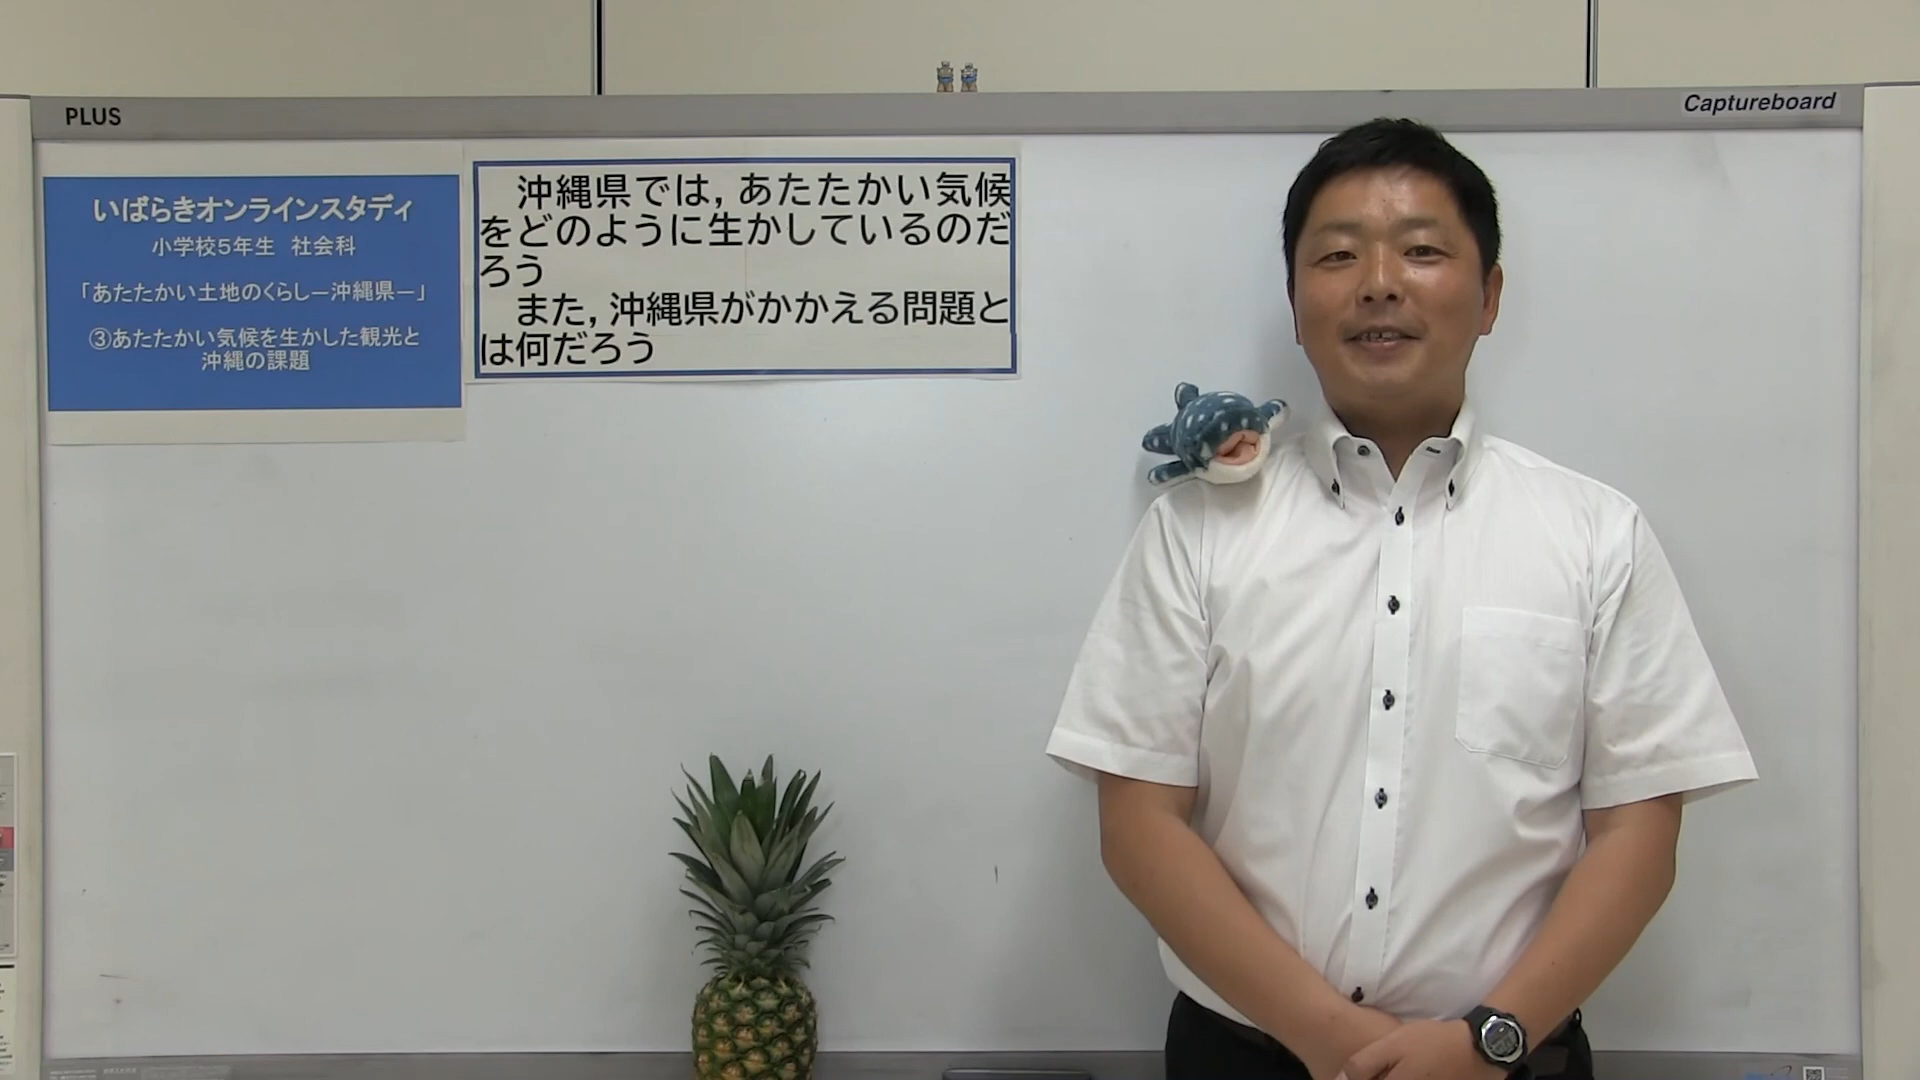 PLUS
Captureboard
いばらきオンラインスタディ
小学校5年生 社会科
「あたたかい土地のくらし－沖縄県－」
③あたたかい気候を生かした観光と
沖縄の課題
沖縄県では，あたたかい気候
をどのように生かしているのだ
ろう
また，沖縄県がかかえる問題と
は何だろう